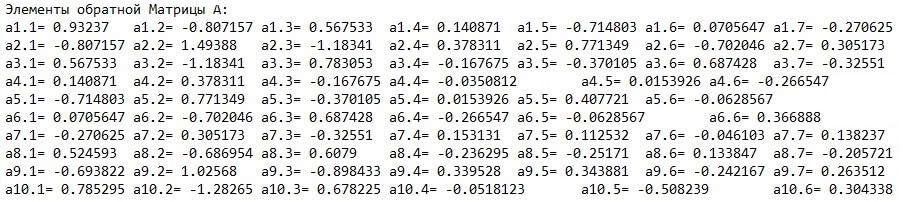 Элементы обратной Матрицы А:
a1.1= 0.93237 a1.2= -0.807157 a1.3= 0.567533 a1.4= 0.140871 a1.5= -0.714803 a1.6= 0.0705647 a1.7= -0.270625
a2.1= -0.807157 a2.2= 1.49388 a2.3= -1.18341 a2.4= 0.378311 a2.5= 0.771349 a2.6= -0.702046 a2.7= 0.305173
a3.1= 0.567533 a3.2= -1.18341 a3.3= 0.783053 a3.4= -0.167675 a3.5= -0.370105 a3.6= 0.687428 a3.7= -0.32551
a4.1= 0.140871 a4.2= 0.378311 a4.3= -0.167675 a4.4= -0.0350812 a4.5= 0.0153926 a4.6= -0.266547
a5.1= -0.714803 a5.2= 0.771349 a5.3= -0.370105 a5.4= 0.0153926 a5.5= 0.407721 a5.6= -0.0628567
a6.1= 0.0705647 a6.2= -0.702046 a6.3= 0.687428 a6.4= -0.266547 a6.5= -0.0628567 a6.6= 0.366888
a7.1= -0.270625 a7.2= 0.305173 a7.3= -0.32551 a7.4= 0.153131 a7.5= 0.112532 a7.6= -0.046103 a7.7= 0.138237
a8.1= 0.524593 a8.2= -0.686954 a8.3= 0.6079 a8.4= -0.236295 a8.5= -0.25171 a8.6= 0.133847 a8.7= -0.205721
a9.1= -0.693822 a9.2= 1.02568 a9.3= -0.898433 a9.4= 0.339528 a9.5= 0.343881 a9.6= -0.242167 a9.7= 0.263512
a10.1= 0.785295 a10.2= -1.28265 a10.3= 0.678225 a10.4= -0.0518123 a10.5= -0.508239 a10.6= 0.304338